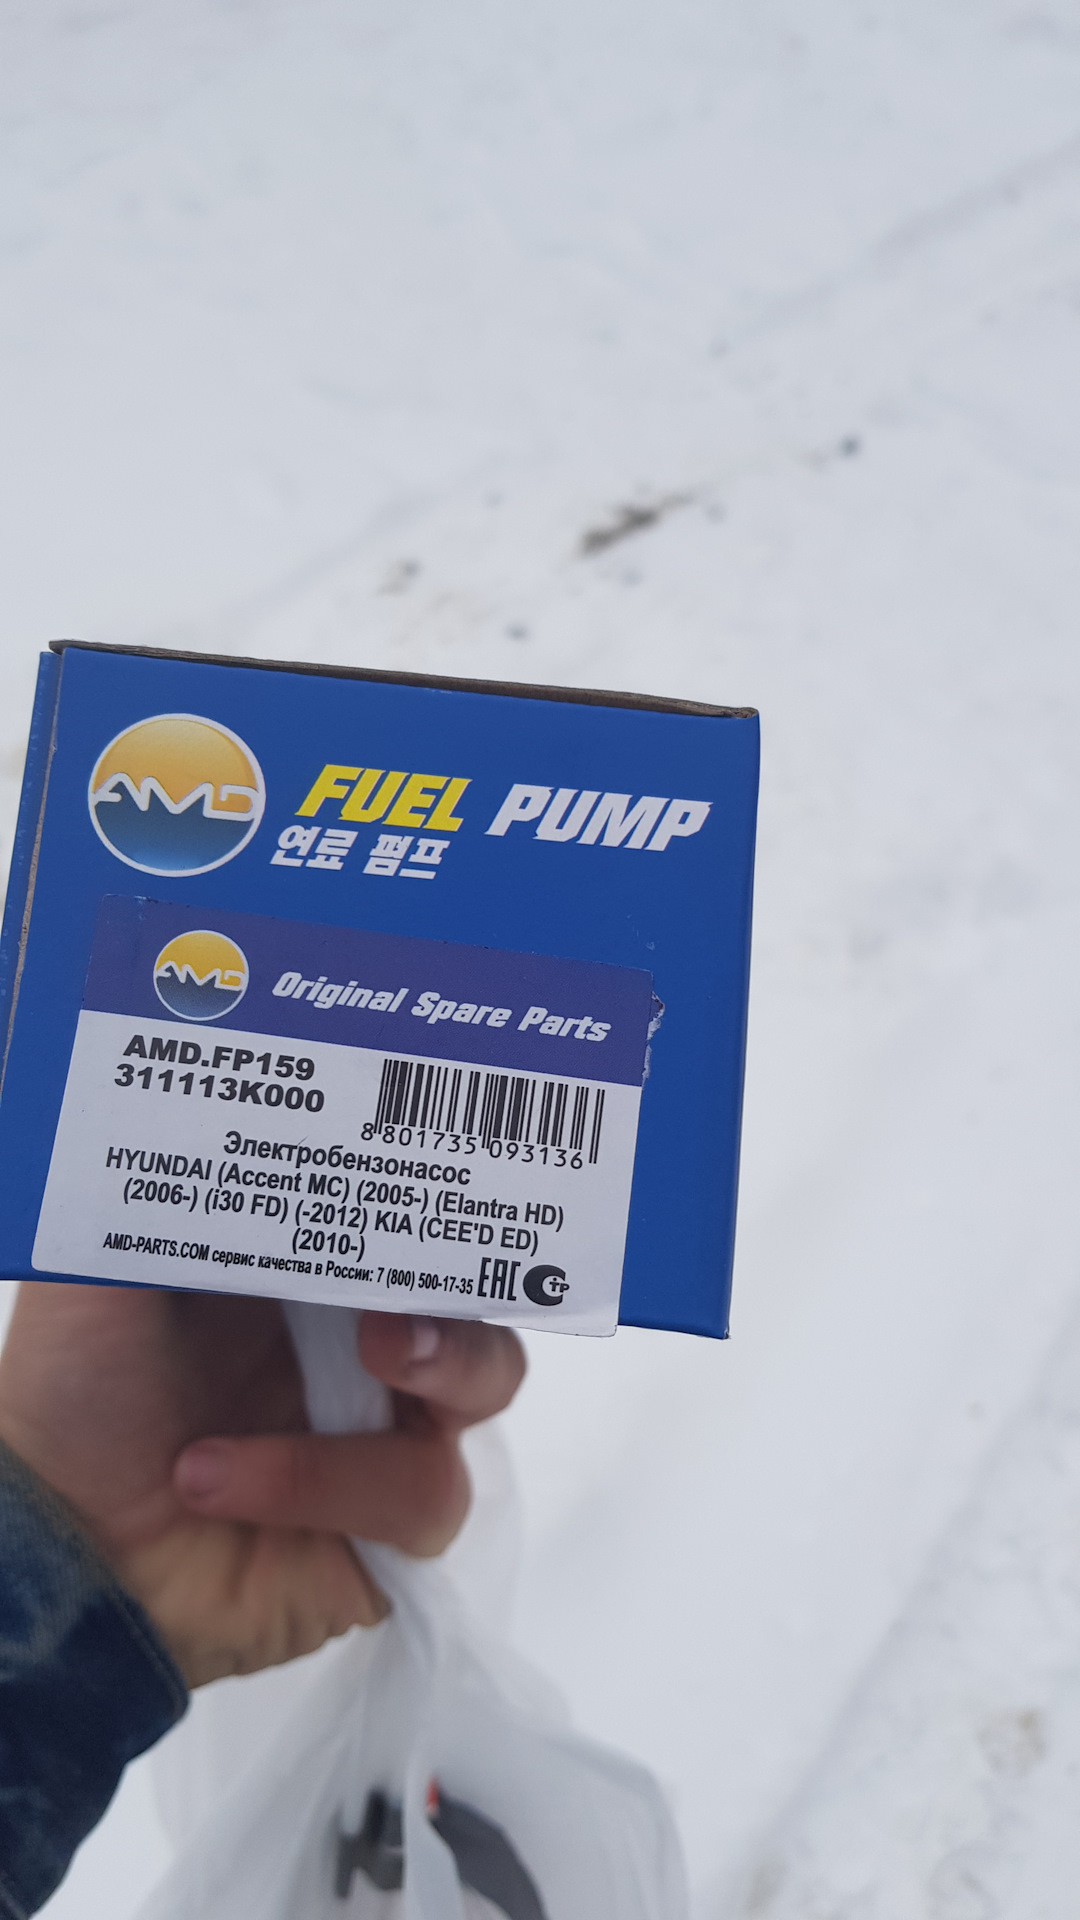 AMD
FUEL PUMP
연료 펌프
AMD
Original Spare Parts
AMD.FP159
311113K000
8 801735 093136
Электробензонасос
HYUNDAI (Accent MC) (2005-) (Elantra HD)
(2006-) (i30 FD) (-2012) KIA (CEE'D ED)
(2010-)
AMD-PARTS.COM сервис качества в России: 7 (800) 500-17-35
EAC
СТР